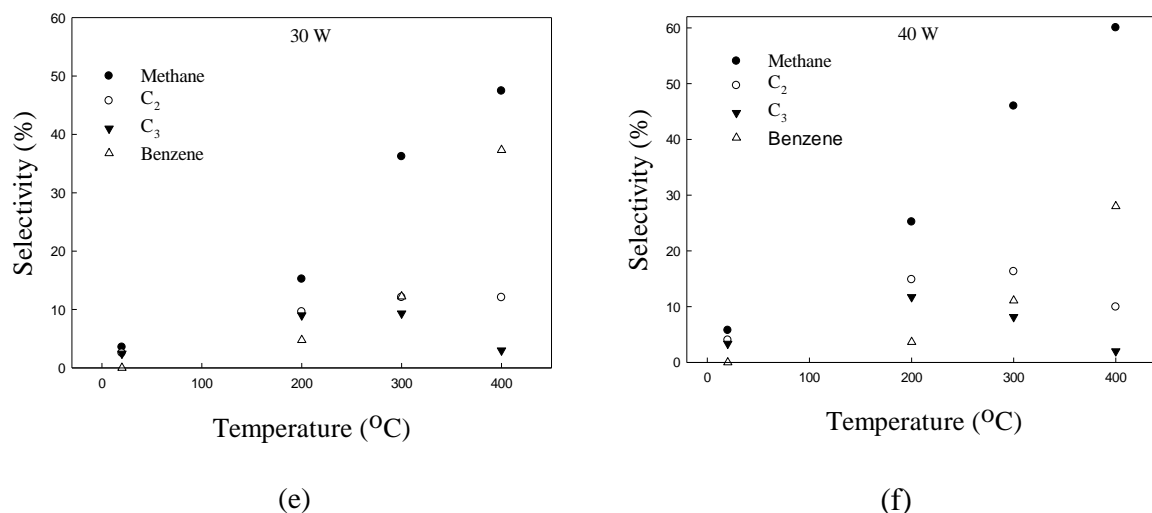 60
50
40
30
20
10
0
Selectivity (%)
30 W
Methane
C₂
C₃
Benzene
0 100 200 300 400
Temperature (°C)
(e)
60
50
40
30
20
10
0
Selectivity (%)
40 W
Methane
C₂
C₃
Benzene
0 100 200 300 400
Temperature (°C)
(f)